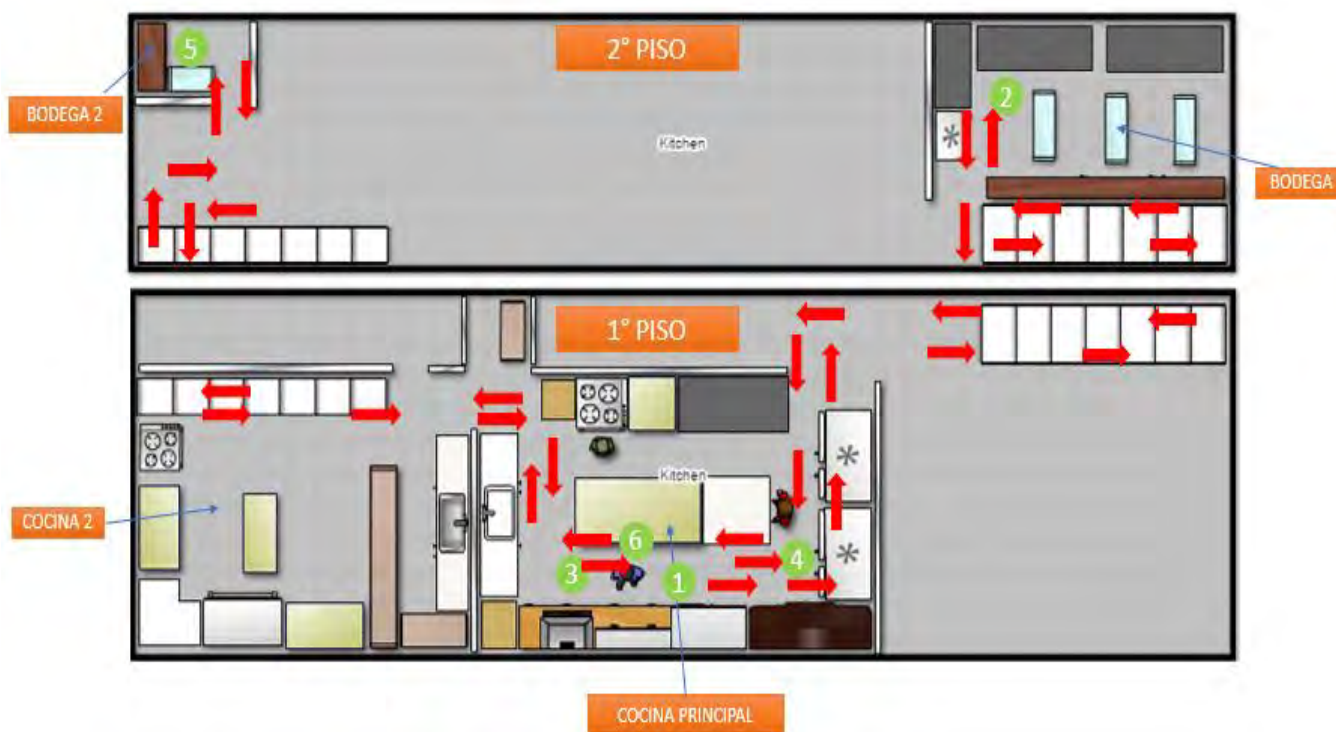 2° PISO
5
BODEGA 2
2
Kitchen
BODEGA
1° PISO
Kitchen
COCINA 2
6
4
3
1
COCINA PRINCIPAL